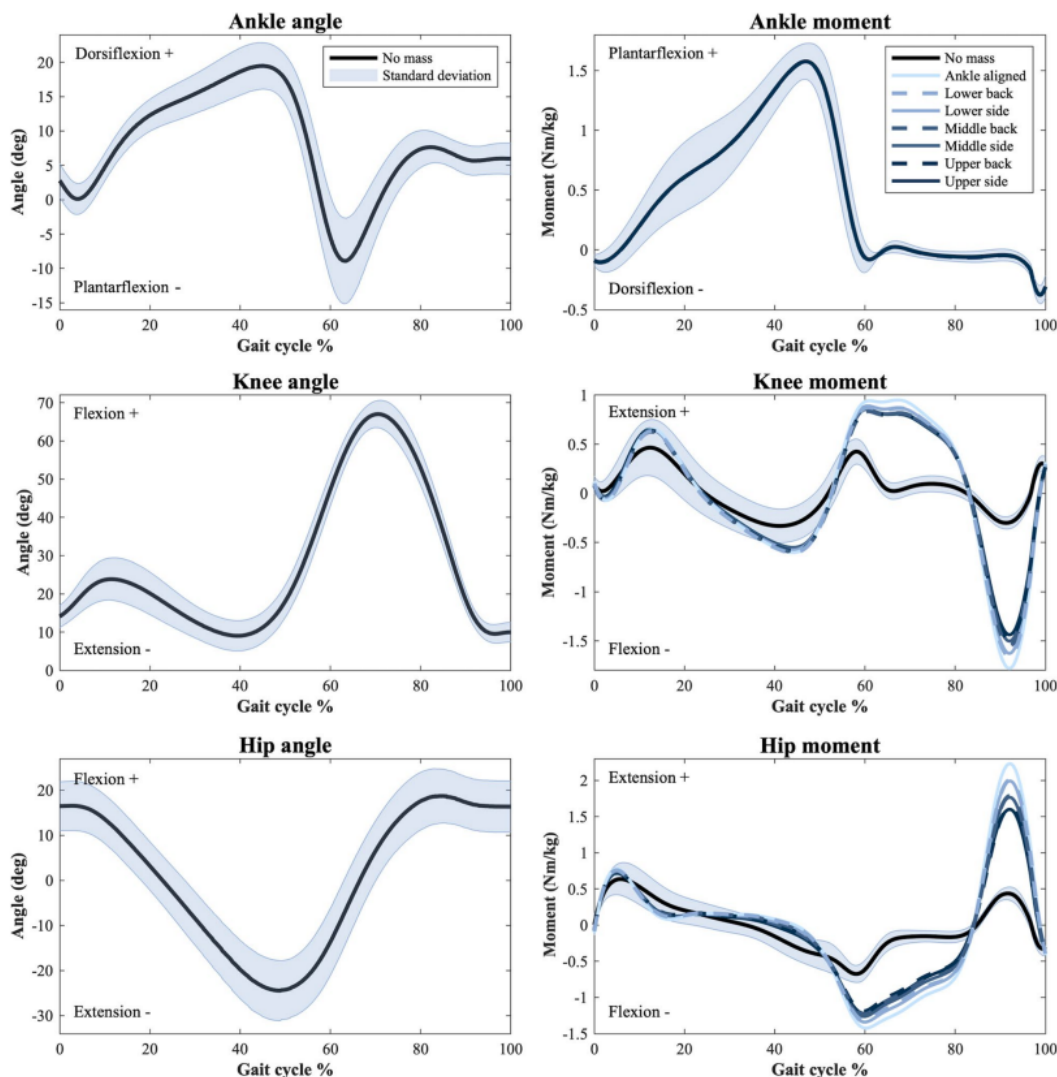 Ankle angle
Dorsiflexion +
No mass
Standard deviation
20
15
10
5
0
-5
-10
-15
Angle (deg)
Plantarflexion -
0
20
40
60
80
100
Gait cycle %
Ankle moment
Plantarflexion +
No mass
Ankle aligned
Lower back
Lower side
Middle back
Middle side
Upper back
Upper side
1.5
1
0.5
0
-0.5
Moment (Nm/kg)
Dorsiflexion -
0
20
40
60
80
100
Gait cycle %
Knee angle
Flexion +
70
60
50
40
30
20
10
0
Angle (deg)
Extension -
0
20
40
60
80
100
Gait cycle %
Knee moment
Extension +
1
0.5
0
-0.5
-1
-1.5
Moment (Nm/kg)
Flexion -
0
20
40
60
80
100
Gait cycle %
Hip angle
Flexion +
20
10
0
-10
-20
-30
Angle (deg)
Extension -
0
20
40
60
80
100
Gait cycle %
Hip moment
Extension +
2
1.5
1
0.5
0
-0.5
-1
-1.5
Moment (Nm/kg)
Flexion -
0
20
40
60
80
100
Gait cycle %